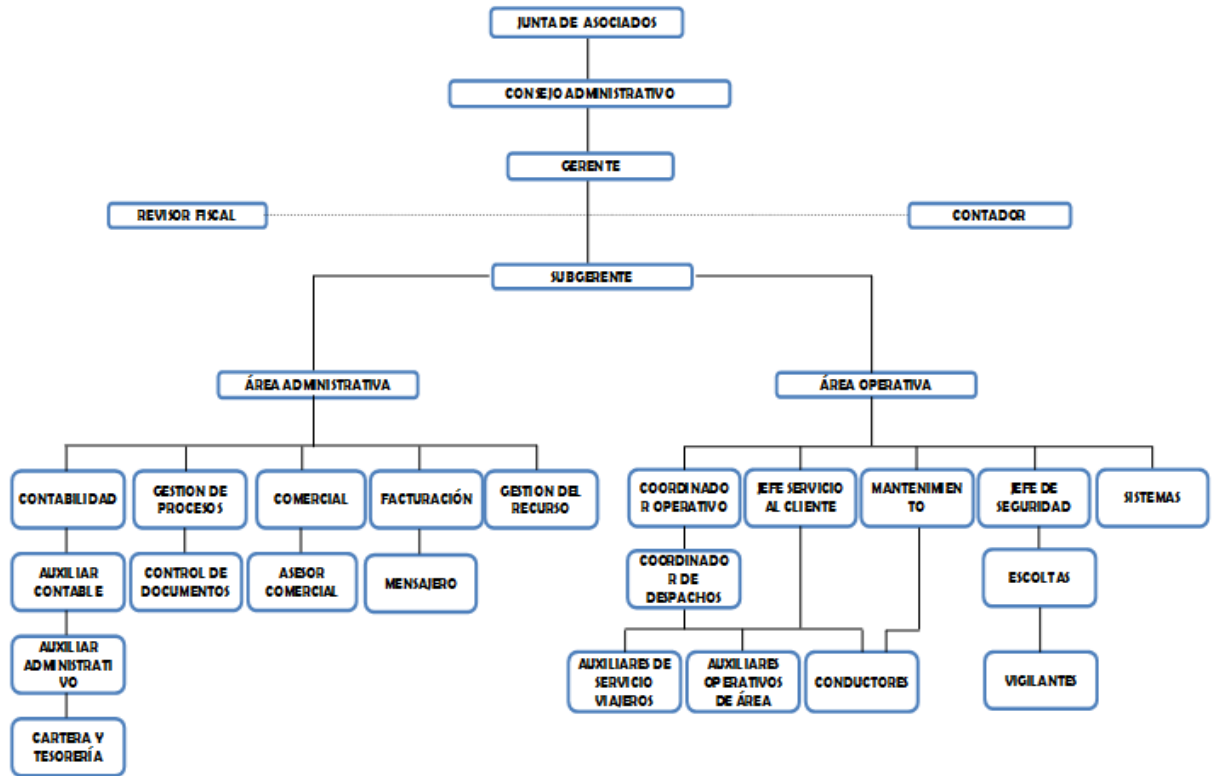 JUNTA DE ASOCIADOS
CONSEJO ADMINISTRATIVO
GERENTE
REVISOR FISCAL
CONTADOR
SUBGERENTE
ÁREA ADMINISTRATIVA
ÁREA OPERATIVA
CONTABILIDAD
GESTION DE
PROCESOS
COMERCIAL
FACTURACIÓN
GESTION DEL
RECURSO
COORDINADO
R OPERATIVO
JEFE SERVICIO
AL CLIENTE
MANTENIMIEN
TO
JEFE DE
SEGURIDAD
SISTEMAS
AUXILIAR
CONTABLE
CONTROL DE
DOCUMENTOS
ASESOR
COMERCIAL
MENSAJERO
COORDINADO
R DE
DESPACHOS
ESCOLTAS
AUXILIAR
ADMINISTRATI
VO
AUXILIARES DE
SERVICIO
VIAJEROS
AUXILIARES
OPERATIVOS
DE ÁREA
CONDUCTORES
VIGILANTES
CARTERA Y
TESORERÍA